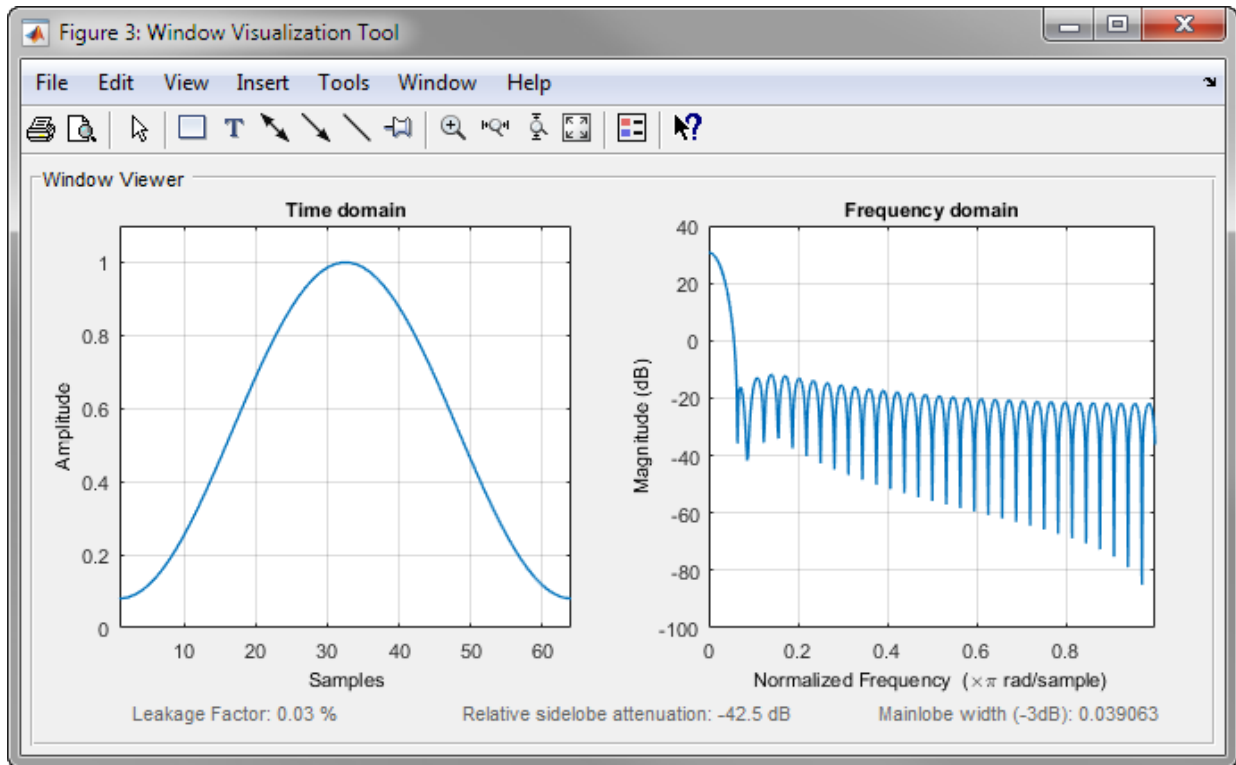 Figure 3: Window Visualization Tool
File Edit View Insert Tools Window Help
T
?
Window Viewer
Time domain
1
0.8
0.6
0.4
0.2
0
Amplitude
10 20 30 40 50 60
Samples
Frequency domain
40
20
0
-20
-40
-60
-80
-100
Magnitude (dB)
0 0.2 0.4 0.6 0.8
Normalized Frequency (×π rad/sample)
Leakage Factor: 0.03 % Relative sidelobe attenuation: -42.5 dB Mainlobe width (-3dB): 0.039063